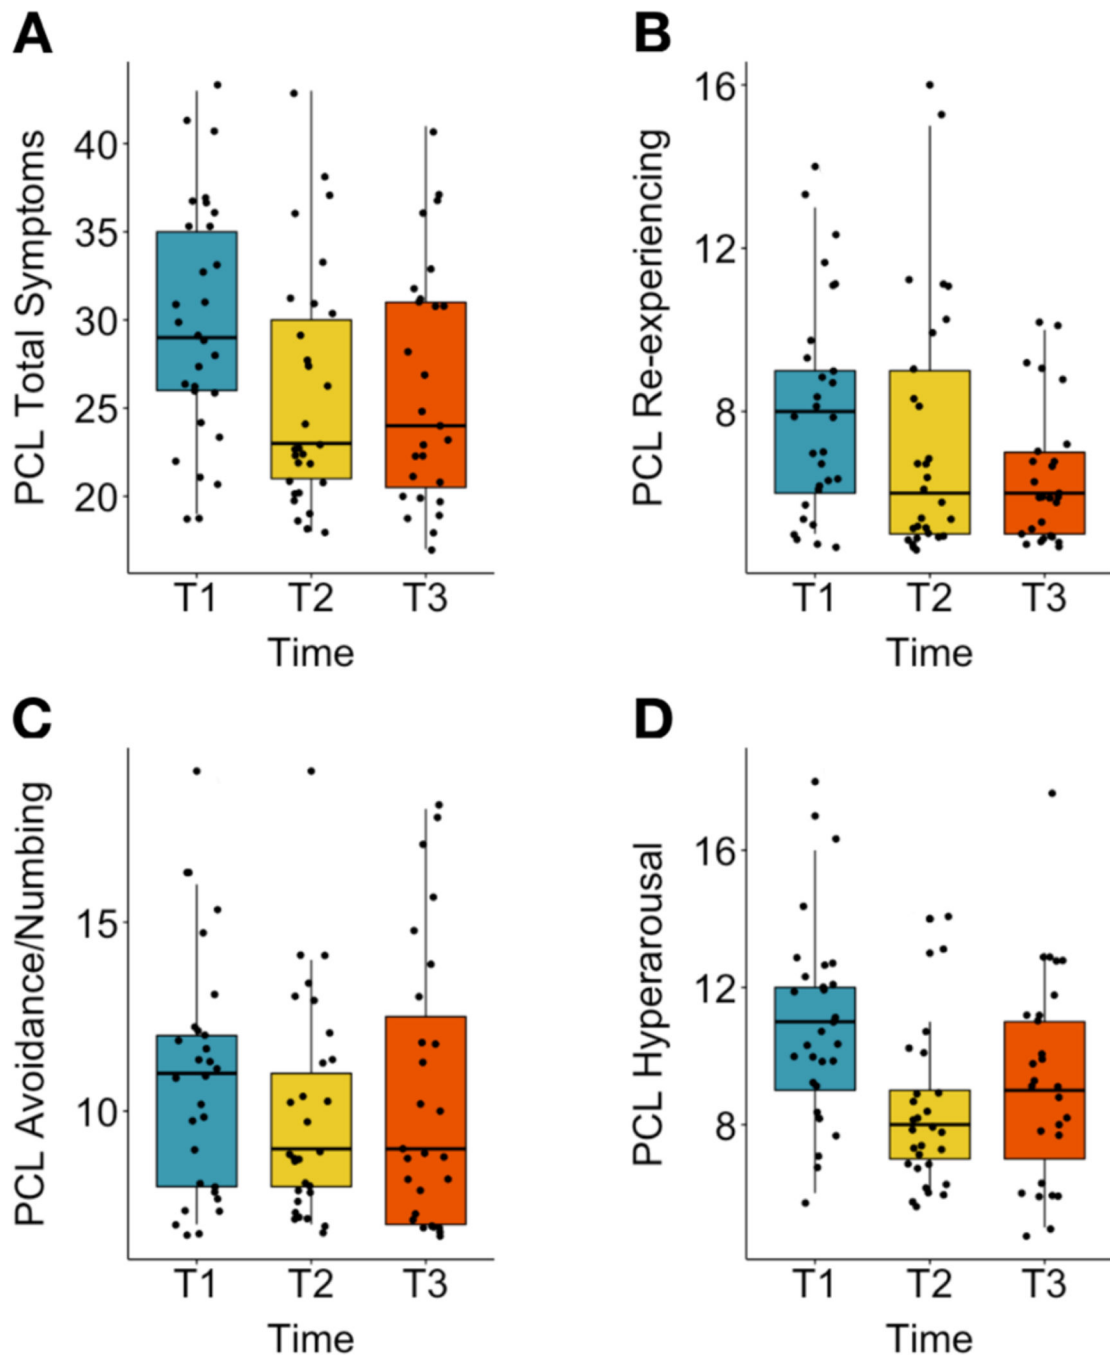 A
PCL Total Symptoms
40
35
30
25
20
T1 T2 T3
Time
B
PCL Re-experiencing
16
12
8
T1 T2 T3
Time
C
PCL Avoidance/Numbing
15
10
T1 T2 T3
Time
D
PCL Hyperarousal
16
12
8
T1 T2 T3
Time